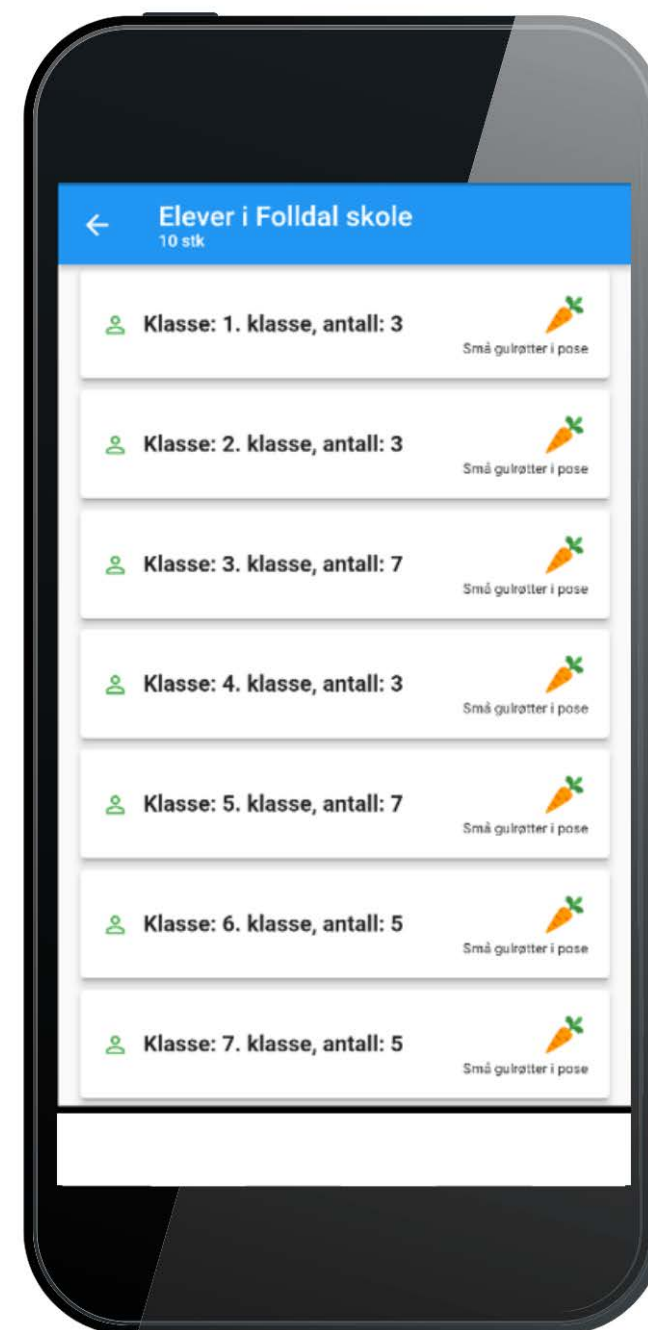 Elever i Folldal skole
10 stk
Klasse: 1. klasse, antall: 3
Små gulrøtter i pose
Klasse: 2. klasse, antall: 3
Små gulrøtter i pose
Klasse: 3. klasse, antall: 7
Små gulrøtter i pose
Klasse: 4. klasse, antall: 3
Små gulrøtter i pose
Klasse: 5. klasse, antall: 7
Små gulrøtter i pose
Klasse: 6. klasse, antall: 5
Små gulrøtter i pose
Klasse: 7. klasse, antall: 5
Små gulrøtter i pose